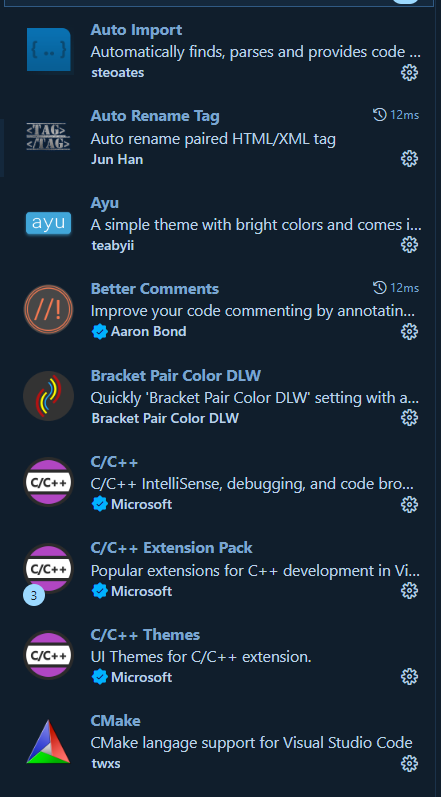 Auto Import
Automatically finds, parses and provides code ...
steoates
<TAG>
</TAG>
Auto Rename Tag
12ms
Auto rename paired HTML/XML tag
Jun Han
ayu
Ayu
A simple theme with bright colors and comes i...
teabyii
//!
Better Comments
12ms
Improve your code commenting by annotatin...
Aaron Bond
Bracket Pair Color DLW
Quickly 'Bracket Pair Color DLW' setting with a...
Bracket Pair Color DLW
C/C++
C/C++
C/C++ IntelliSense, debugging, and code bro...
Microsoft
C/C++
3
C/C++ Extension Pack
Popular extensions for C++ development in Vi...
Microsoft
C/C++
C/C++ Themes
UI Themes for C/C++ extension.
Microsoft
CMake
CMake langage support for Visual Studio Code
twxs